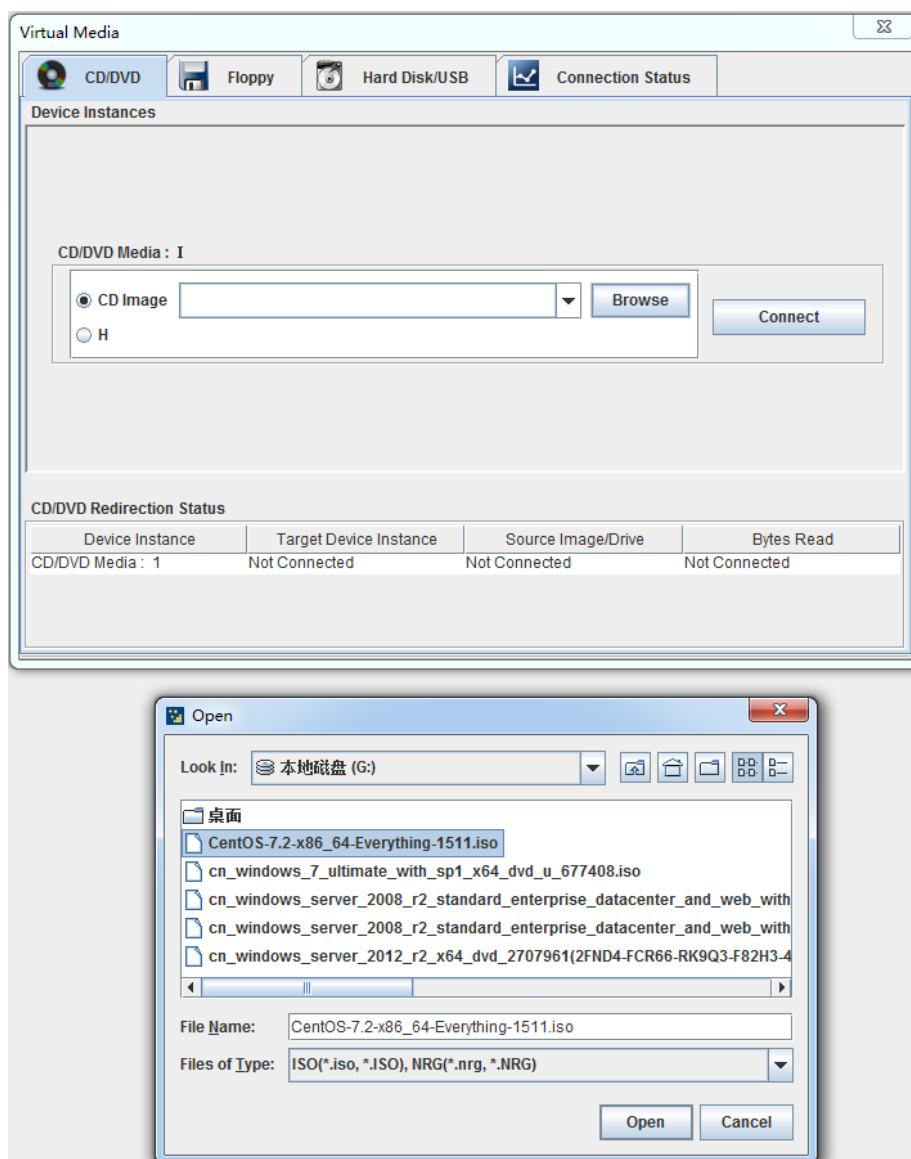 Virtual Media
CD/DVD Floppy Hard Disk/USB Connection Status
Device Instances
CD/DVD Media : I
CD Image Browse
Connect
H
CD/DVD Redirection Status
Device Instance Target Device Instance Source Image/Drive Bytes Read
CD/DVD Media : 1 Not Connected Not Connected Not Connected
Open
Look In: 本地磁盘 (G:)
桌面
CentOS-7.2-x86_64-Everything-1511.iso
cn_windows_7_ultimate_with_sp1_x64_dvd_u_677408.iso
cn_windows_server_2008_r2_standard_enterprise_datacenter_and_web_with
cn_windows_server_2008_r2_standard_enterprise_datacenter_and_web_with
cn_windows_server_2012_r2_x64_dvd_2707961(2FND4-FCR66-RK9Q3-F82H3-4
File Name: CentOS-7.2-x86_64-Everything-1511.iso
Files of Type: ISO(*.iso, *.ISO), NRG(*.nrg, *.NRG)
Open Cancel